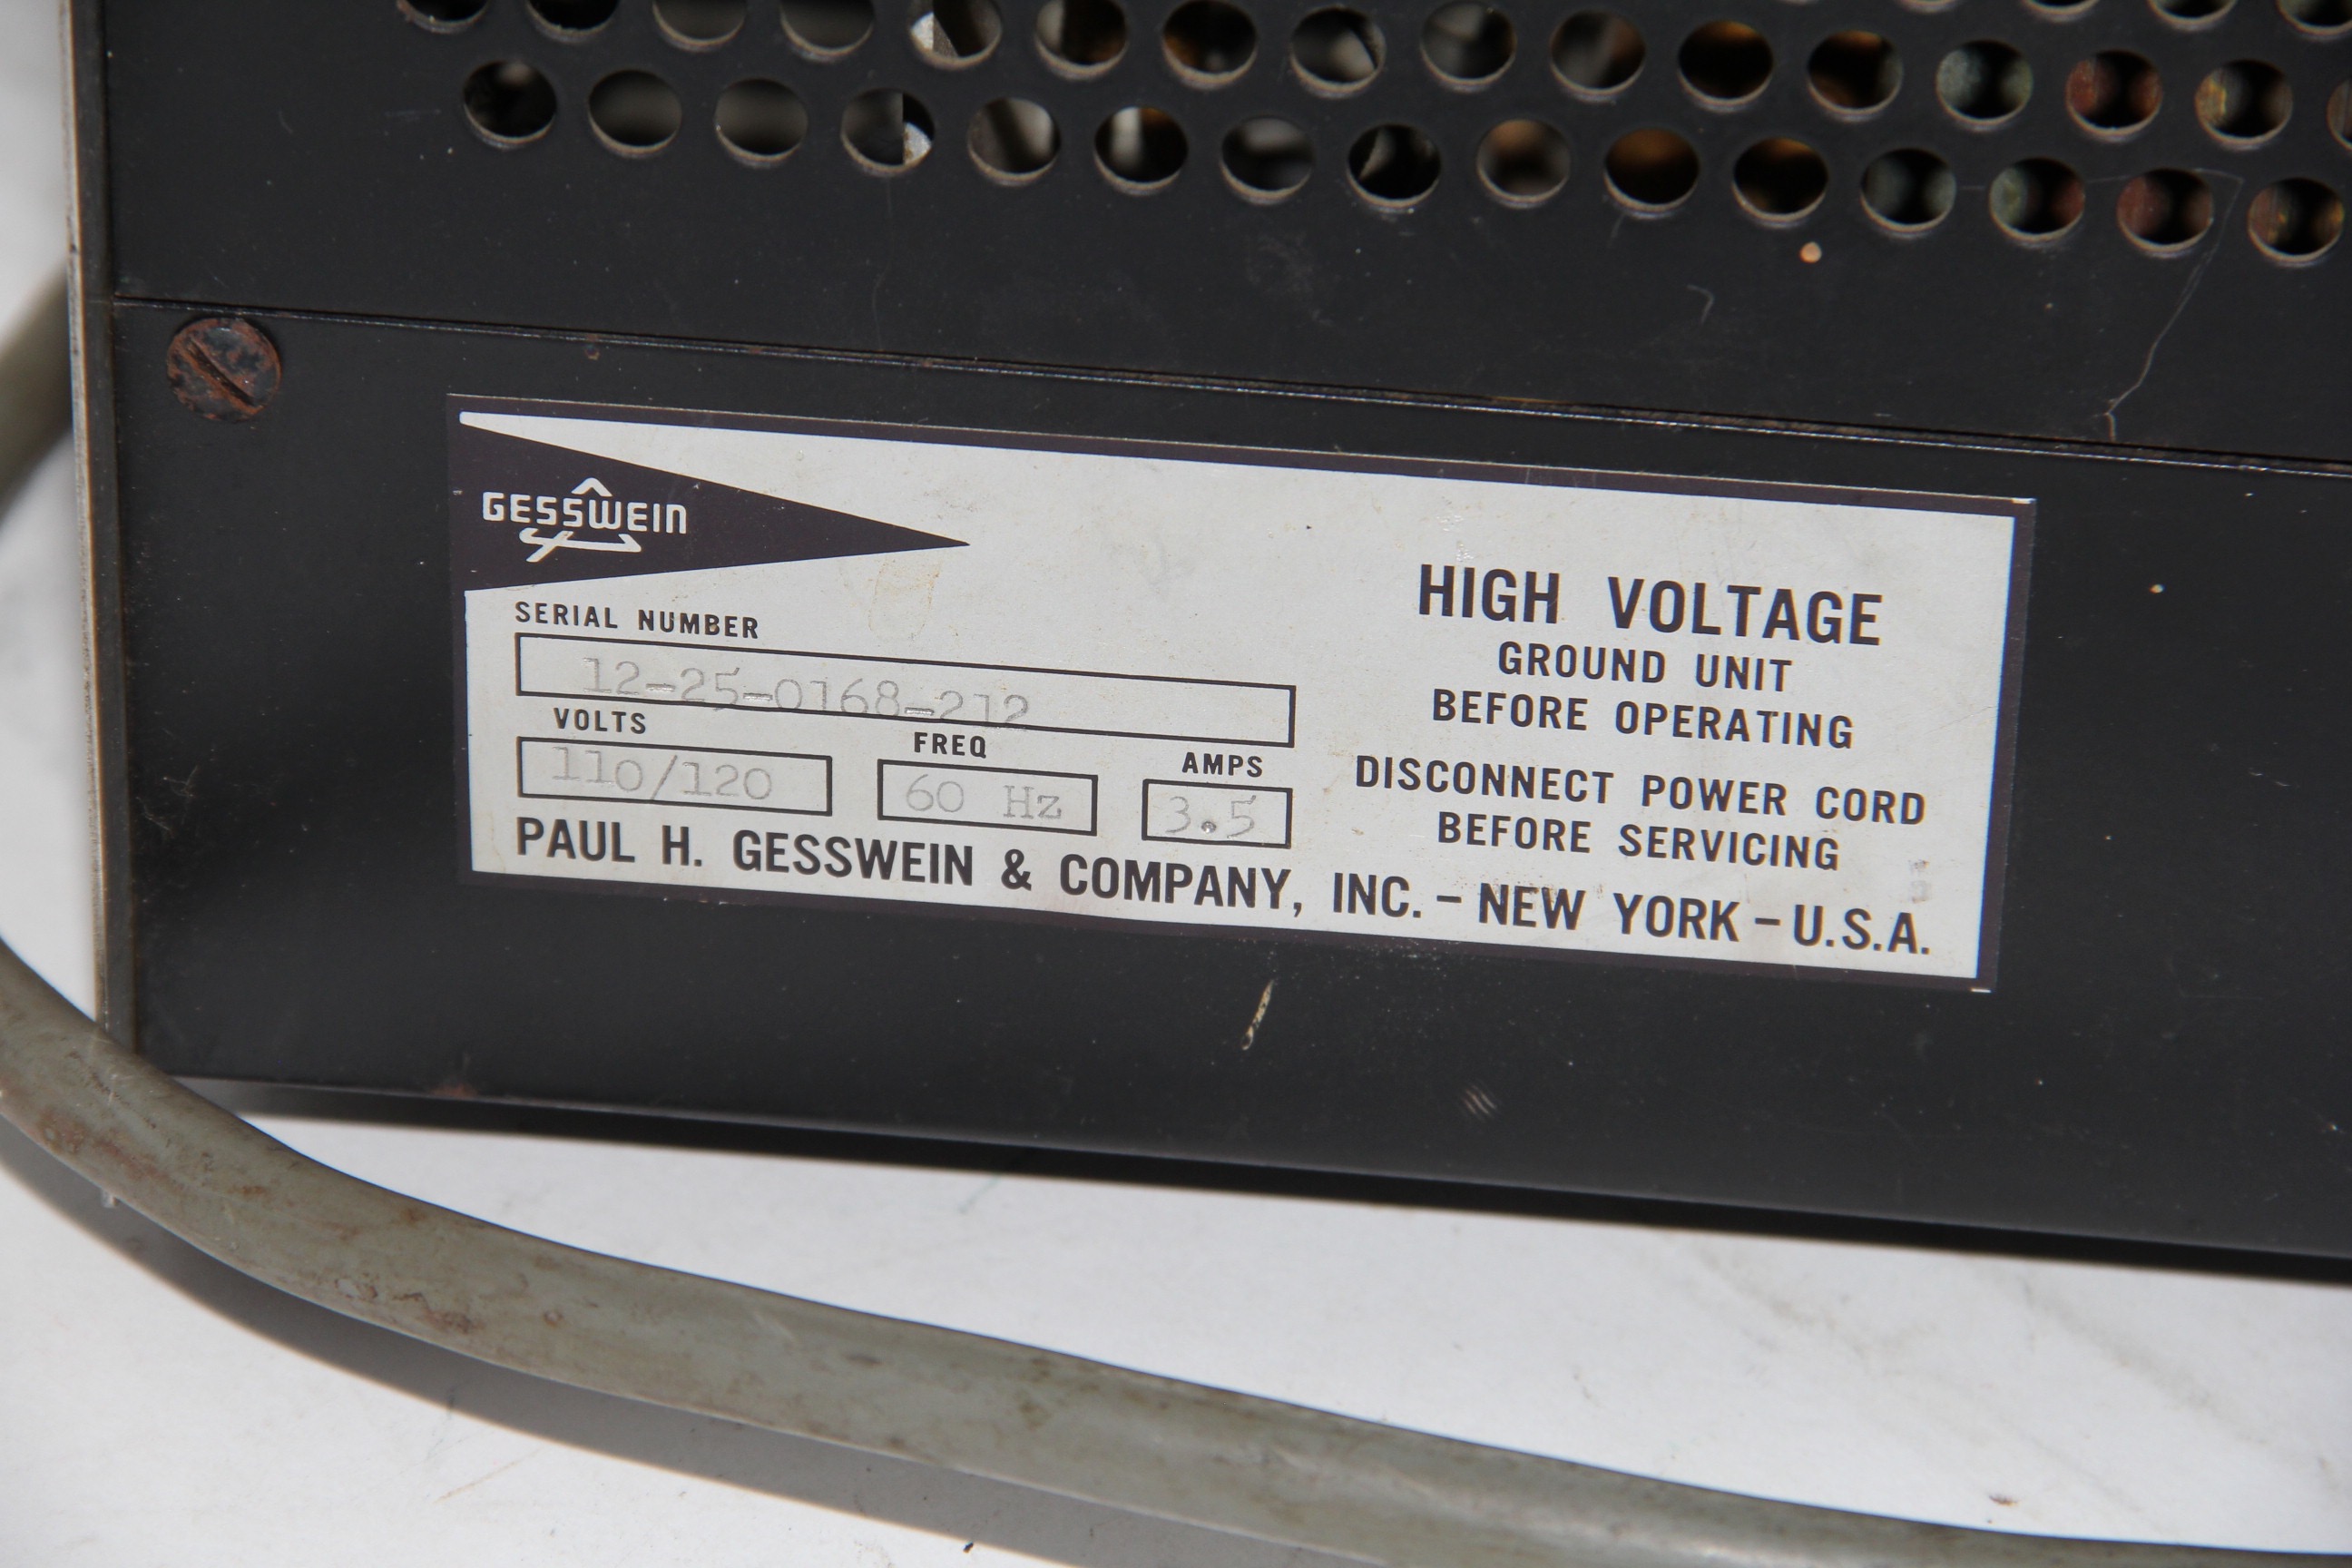 GESSWEIN
SERIAL NUMBER
12-25-0168-212
VOLTS
110/120
FREQ
60 Hz
AMPS
3.5
HIGH VOLTAGE
GROUND UNIT
BEFORE OPERATING
DISCONNECT POWER CORD
BEFORE SERVICING
PAUL H. GESSWEIN & COMPANY, INC. - NEW YORK - U.S.A.